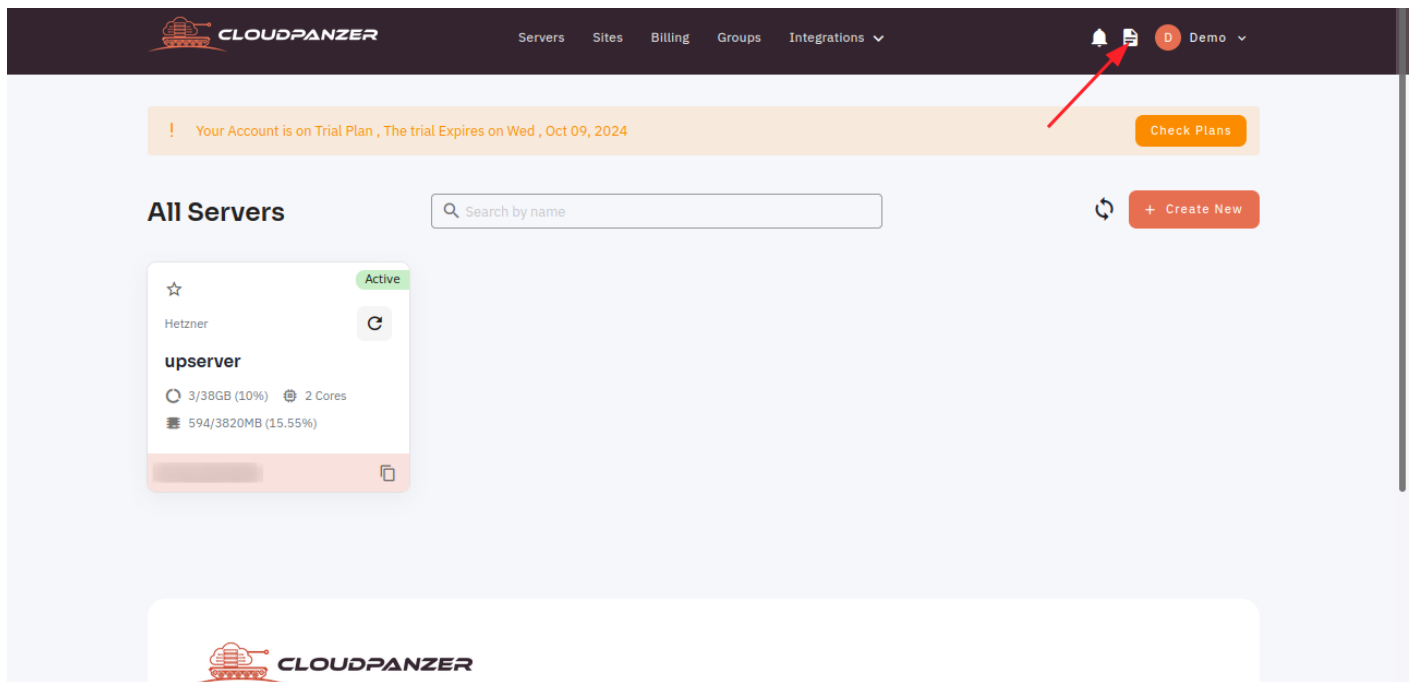 CLOUDPANZER Servers Sites Billing Groups Integrations D Demo
! Your Account is on Trial Plan , The trial Expires on Wed , Oct 09, 2024 Check Plans
All Servers Search by name + Create New
Active
Hetzner
upserver
3/38GB (10%) 2 Cores
594/3820MB (15.55%)
CLOUDPANZER